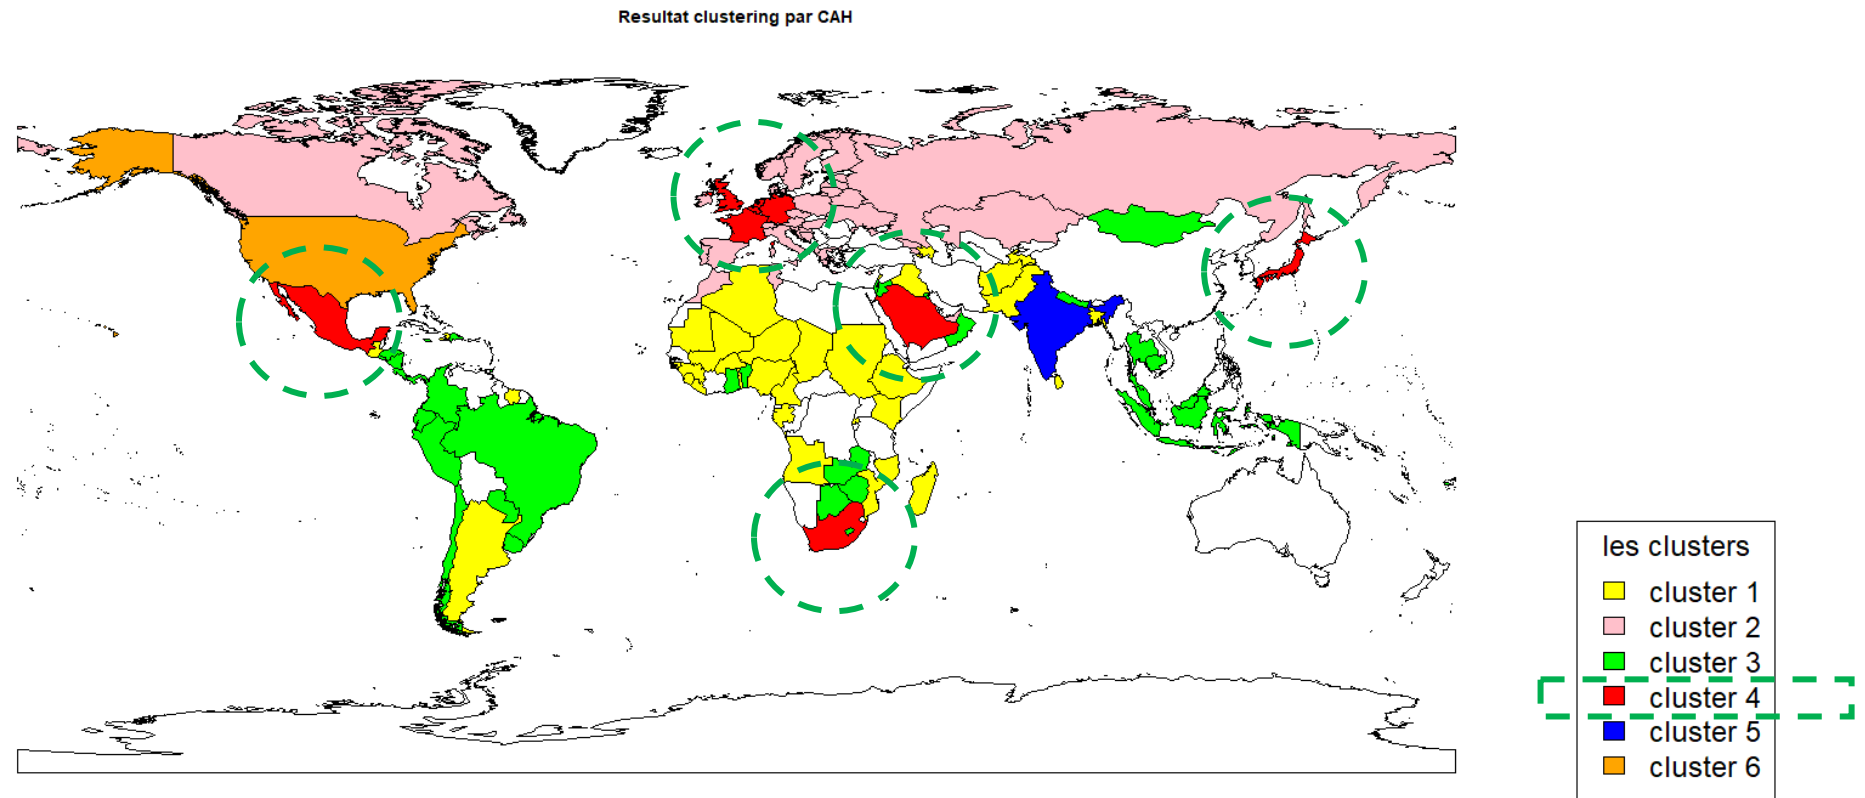 Resultat clustering par CAH
les clusters
cluster 1
cluster 2
cluster 3
cluster 4
cluster 5
cluster 6